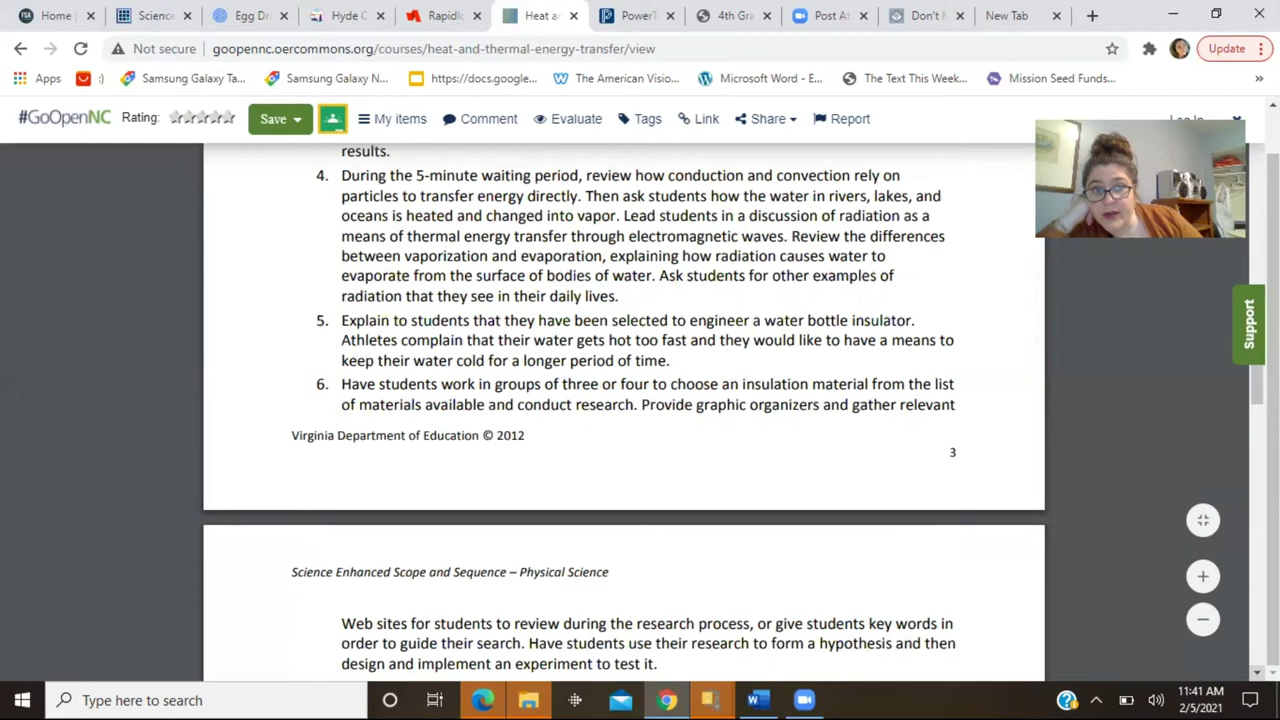 Home |
Science
Egg Dr
Hyde C
Rapidk
Heat an
PowerT
4th Gra
Post At
Don't M
New Tab
Not secure
goopennc.oercommons.org/courses/heat-and-thermal-energy-transfer/view
Update
Apps
:)
Samsung Galaxy Ta...
Samsung Galaxy N...
https://docs.google...
The American Visio...
Microsoft Word - E...
The Text This Week...
Mission Seed Funds...
»
#GoOpenNC
Rating:
Save
My items
Comment
Evaluate
Tags
Link
Share
Report
results.
4. During the 5-minute waiting period, review how conduction and convection rely on
particles to transfer energy directly. Then ask students how the water in rivers, lakes, and
oceans is heated and changed into vapor. Lead students in a discussion of radiation as a
means of thermal energy transfer through electromagnetic waves. Review the differences
between vaporization and evaporation, explaining how radiation causes water to
evaporate from the surface of bodies of water. Ask students for other examples of
radiation that they see in their daily lives.
5. Explain to students that they have been selected to engineer a water bottle insulator.
Athletes complain that their water gets hot too fast and they would like to have a means to
keep their water cold for a longer period of time.
6. Have students work in groups of three or four to choose an insulation material from the list
of materials available and conduct research. Provide graphic organizers and gather relevant
Virginia Department of Education © 2012
3
Support
Science Enhanced Scope and Sequence – Physical Science
Web sites for students to review during the research process, or give students key words in
order to guide their search. Have students use their research to form a hypothesis and then
design and implement an experiment to test it.
Type here to search
11:41 AM
2/5/2021